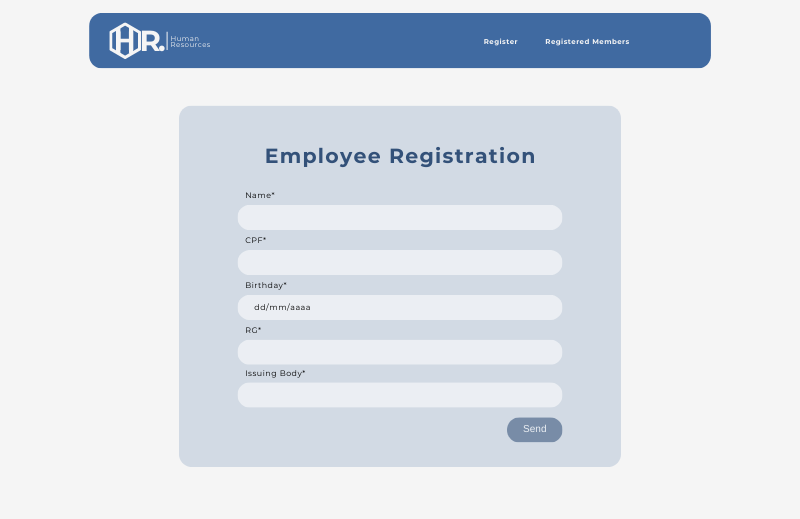 HR.
Human
Resources
Register
Registered Members
Employee Registration
Name*
CPF*
Birthday*
dd/mm/aaaa
RG*
Issuing Body*
Send